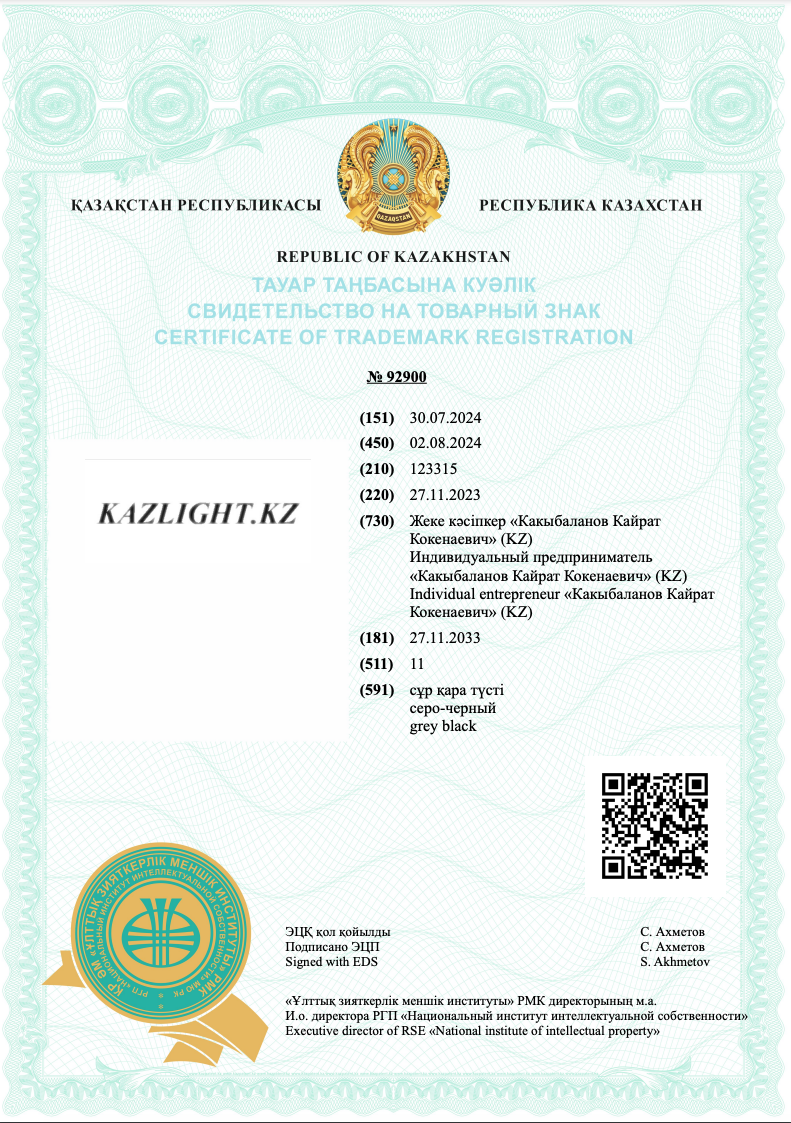 ҚАЗАҚСТАН РЕСПУБЛИКАСЫ
РЕСПУБЛИКА КАЗАХСТАН
QAZAQSTAN
REPUBLIC OF KAZAKHSTAN
ТАУАР ТАҢБАСЫНА КУӘЛІК
СВИДЕТЕЛЬСТВО НА ТОВАРНЫЙ ЗНАК
CERTIFICATE OF TRADEMARK REGISTRATION
№ 92900
KAZLIGHT.KZ
(151) 30.07.2024
(450) 02.08.2024
(210) 123315
(220) 27.11.2023
(730) Жеке кәсіпкер «Какыбаланов Кайрат
Кокенаевич» (KZ)
Индивидуальный предприниматель
«Какыбаланов Кайрат Кокенаевич» (KZ)
Individual entrepreneur «Какыбаланов Кайрат
Кокенаевич» (KZ)
(181) 27.11.2033
(511) 11
(591) сұр қара түсті
серо-черный
grey black
ҚР ӘМ «ҰЛТТЫҚ ЗИЯТКЕРЛІК МЕНШІК ИНСТИТУТЫ» РМК
РГП «НАЦИОНАЛЬНЫЙ ИНСТИТУТ ИНТЕЛЛЕКТУАЛЬНОЙ СОБСТВЕННОСТИ» МЮ РК
ЭЦҚ қол қойылды С. Ахметов
Подписано ЭЦП С. Ахметов
Signed with EDS S. Akhmetov
«Ұлттық зияткерлік меншік институты» РМК директорының м.а.
И.о. директора РГП «Национальный институт интеллектуальной собственности»
Executive director of RSE «National institute of intellectual property»